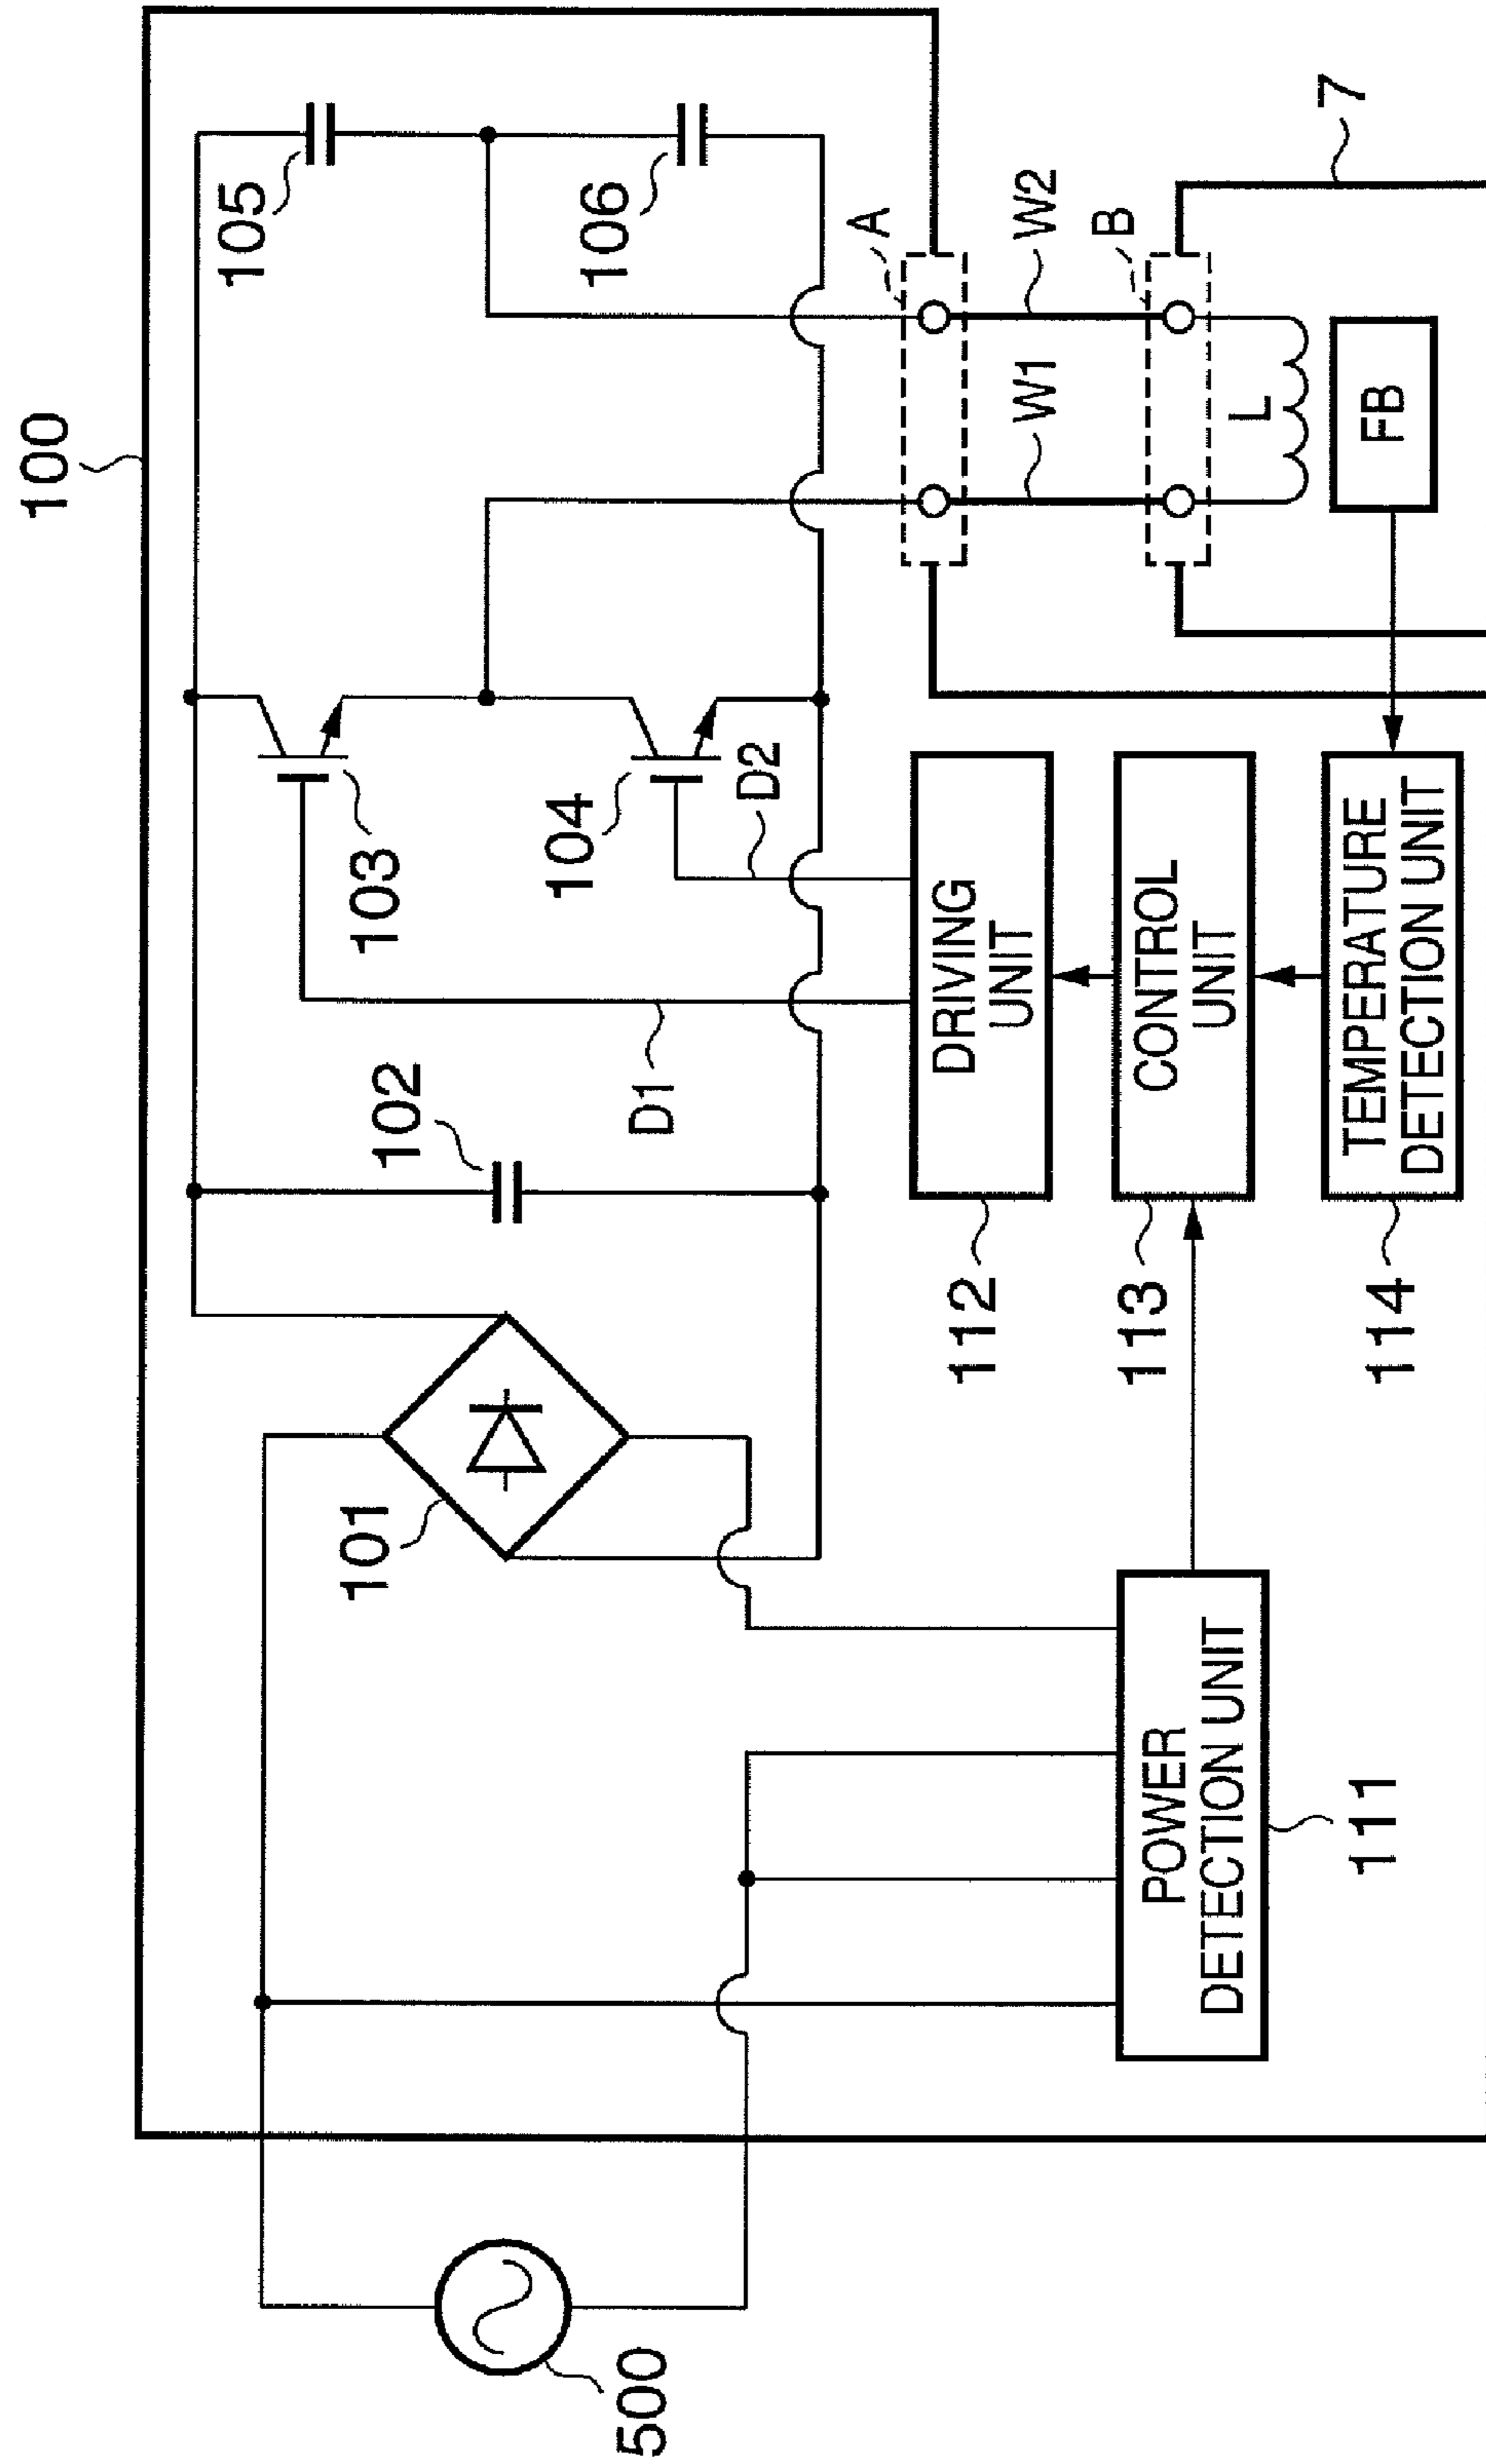 100
105
106
A
W2
B
7
W1
L
FB
103
104
D2
D1
102
101
DRIVING
UNIT
112
CONTROL
UNIT
113
TEMPERATURE
DETECTION UNIT
114
POWER
DETECTION UNIT
111
500